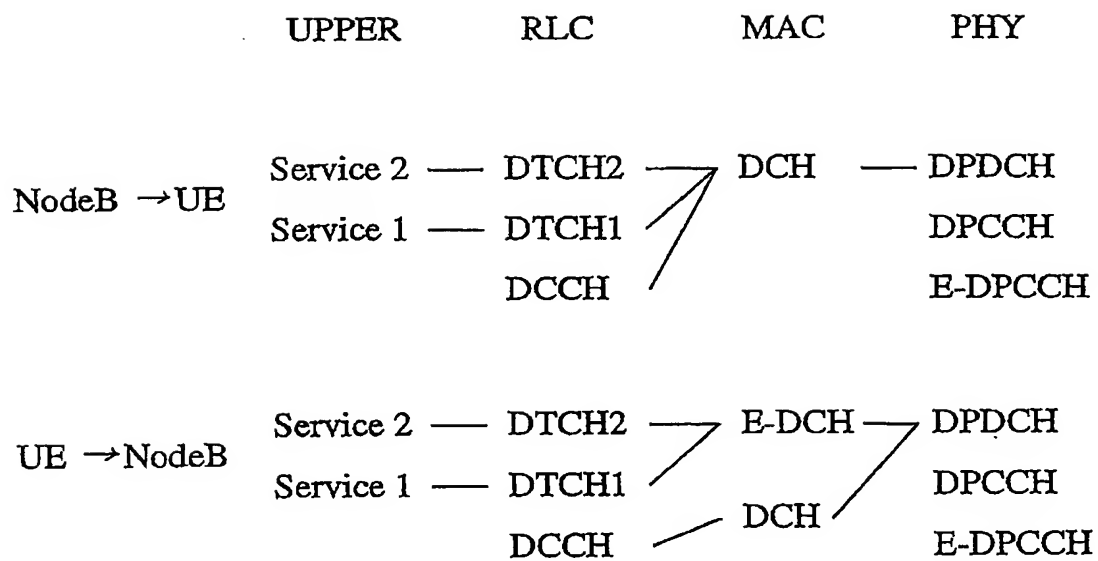 UPPER RLC MAC PHY
Service 2 DTCH2 DCH DPDCH
NodeB → UE
Service 1 DTCH1 DPCCH
DCCH E-DPCCH
Service 2 DTCH2 E-DCH DPDCH
UE → NodeB
Service 1 DTCH1 DPCCH
DCH
DCCH E-DPCCH